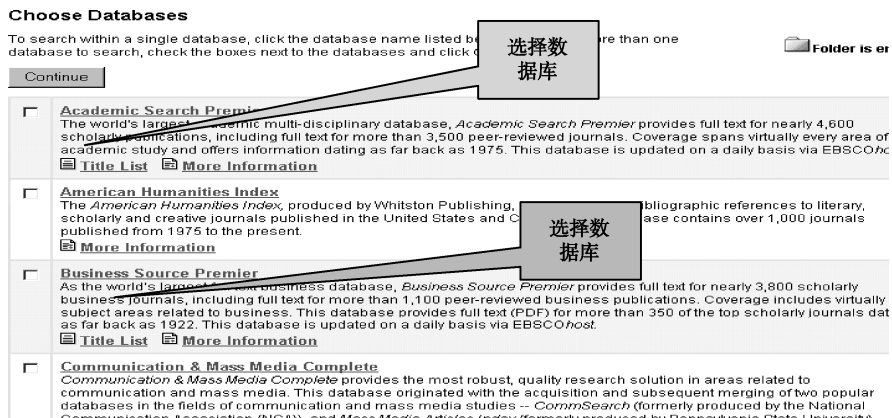 Choose Databases
To search within a single database, click the database name listed be re than one
database to search, check the boxes next to the databases and click
Folder is
选择数
据库
Continue
Academic Search
The world's multi-disciplinary database, Academic Search Premier provides full text for nearly 4,600
scholarly publications, including full text for more than 3,500 peer-reviewed journals. Coverage spans virtually every area of
academic study and offers information dating as far back as 1975. This database is updated on a daily basis via EBSCOho
Title List More Information
American Humanities Index
The American Humanities Index, produced by Whitston Publishing, bliographic references to literary,
scholarly and creative journals published in the United States and C ase contains over 1,000 journals
published from 1975 to the present.
More Information
选择数
据库
Business Source Premier
As the world's largest full text business database, Business Source Premier provides full text for nearly 3,800 scholarly
business journals, including full text for more than 1,100 peer-reviewed business publications. Coverage includes virtually
subject areas related to business. This database provides full text (PDF) for more than 350 of the top scholarly journals dat
as far back as 1922. This database is updated on a daily basis via EBSCOhost.
Title List More Information
Communication & Mass Media Complete
Communication & Mass Media Complete provides the most robust, quality research solution in areas related to
communication and mass media. This database originated with the acquisition and subsequent merging of two popular
databases in the fields of communication and mass media studies -- CommSearch (formerly produced by the National